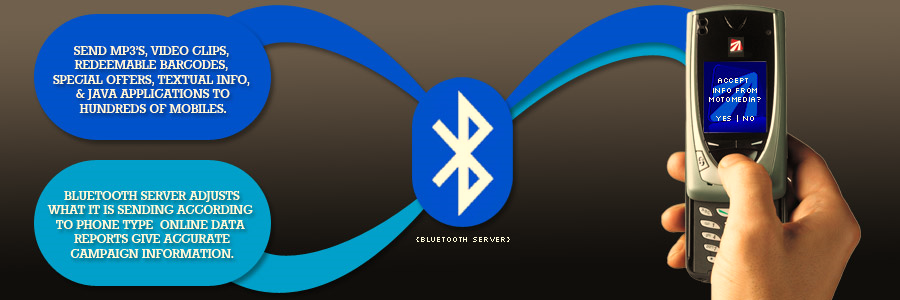 SEND MP3'S, VIDEO CLIPS,
REDEEMABLE BARCODES,
SPECIAL OFFERS, TEXTUAL INFO,
& JAVA APPLICATIONS TO
HUNDREDS OF MOBILES.
BLUETOOTH SERVER ADJUSTS
WHAT IT IS SENDING ACCORDING
TO PHONE TYPE  ONLINE DATA
REPORTS GIVE ACCURATE
CAMPAIGN INFORMATION.
{BLUETOOTH SERVER}
ACCEPT
INFO FROM
MOTOMEDIA?
YES | NO